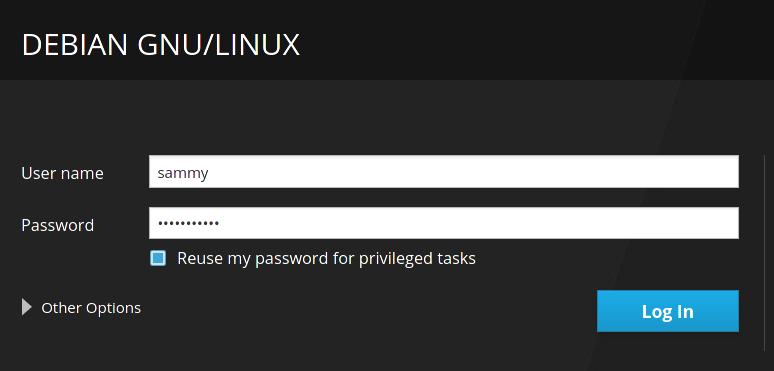 DEBIAN GNU/LINUX
User name
sammy
Password
•••••••••••
Reuse my password for privileged tasks
Other Options
Log In